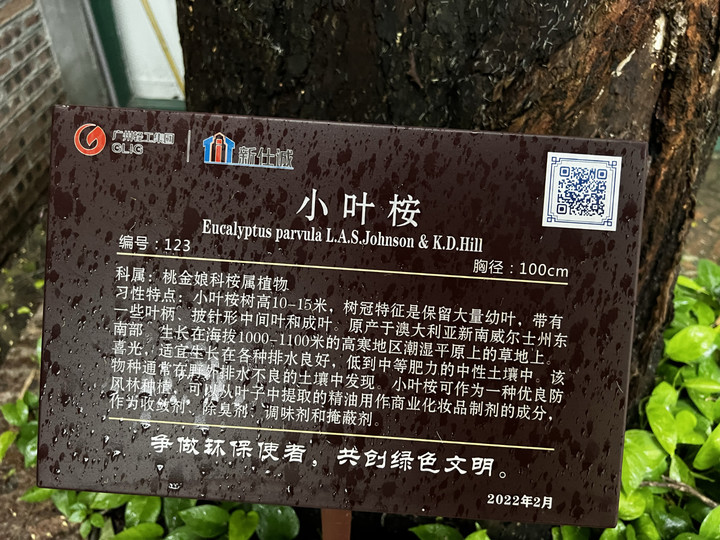 广州轻工集团
GLIG
新仕诚
小叶桉
Eucalyptus parvula L.A.S.Johnson & K.D.Hill
编号：123
胸径：100cm
科属：桃金娘科桉属植物
习性特点：小叶桉树高10-15米，树冠特征是保留大量幼叶，带有
一些叶柄、披针形中间叶和成叶。原产于澳大利亚新南威尔士州东
南部，生长在海拔1000-1100米的高寒地区潮湿平原上的草地上。
喜光，适宜生长在各种排水良好，低到中等肥力的中性土壤中。该
物种通常在野外排水不良的土壤中发现。小叶桉可作为一种优良防
风林种植，可以从叶子中提取的精油用作商业化妆品制剂的成分，
作为收敛剂、除臭剂、调味剂和掩蔽剂。
争做环保使者，共创绿色文明。
2022年2月